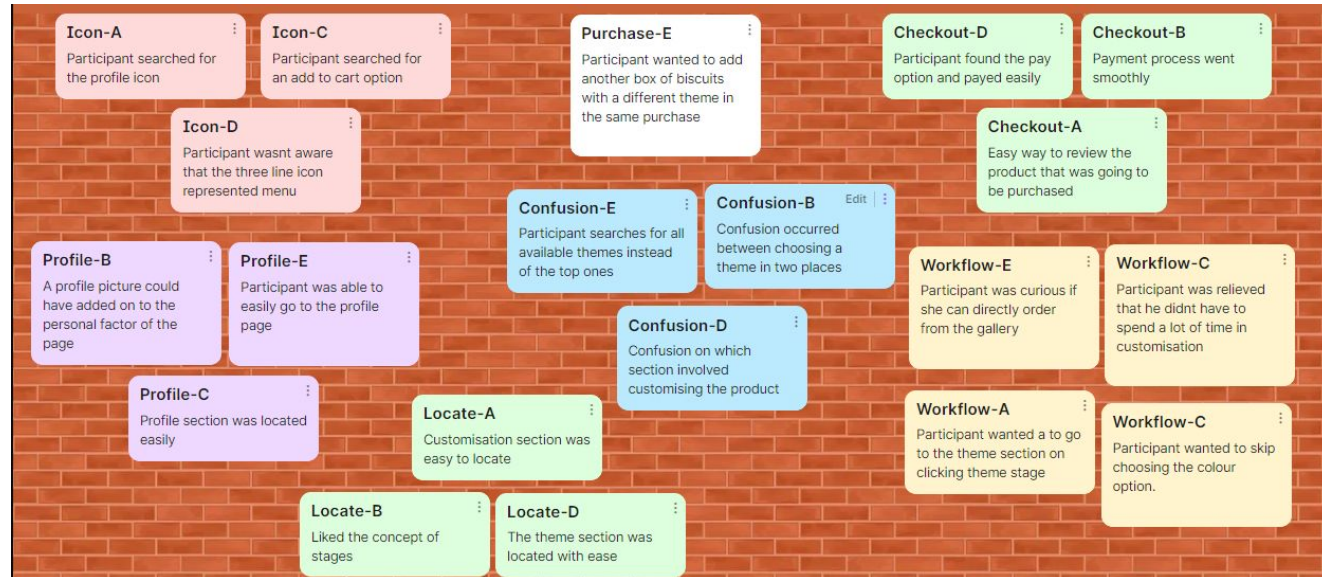 Icon-A
Participant searched for
the profile icon
Icon-C
Participant searched for
an add to cart option
Icon-D
Participant wasnt aware
that the three line icon
represented menu
Purchase-E
Participant wanted to add
another box of biscuits
with a different theme in
the same purchase
Checkout-D
Participant found the pay
option and payed easily
Checkout-B
Payment process went
smoothly
Checkout-A
Easy way to review the
product that was going to
be purchased
Confusion-E
Participant searches for all
available themes instead
of the top ones
Confusion-B
Edit
Confusion occurred
between choosing a
theme in two places
Confusion-D
Confusion on which
section involved
customising the product
Profile-B
A profile picture could
have added on to the
personal factor of the
page
Profile-E
Participant was able to
easily go to the profile
page
Profile-C
Profile section was located
easily
Workflow-E
Participant was curious if
she can directly order
from the gallery
Workflow-C
Participant was relieved
that he didnt have to
spend a lot of time in
customisation
Workflow-A
Participant wanted a to go
to the theme section on
clicking theme stage
Workflow-C
Participant wanted to skip
choosing the colour
option.
Locate-A
Customisation section was
easy to locate
Locate-B
Liked the concept of
stages
Locate-D
The theme section was
located with ease